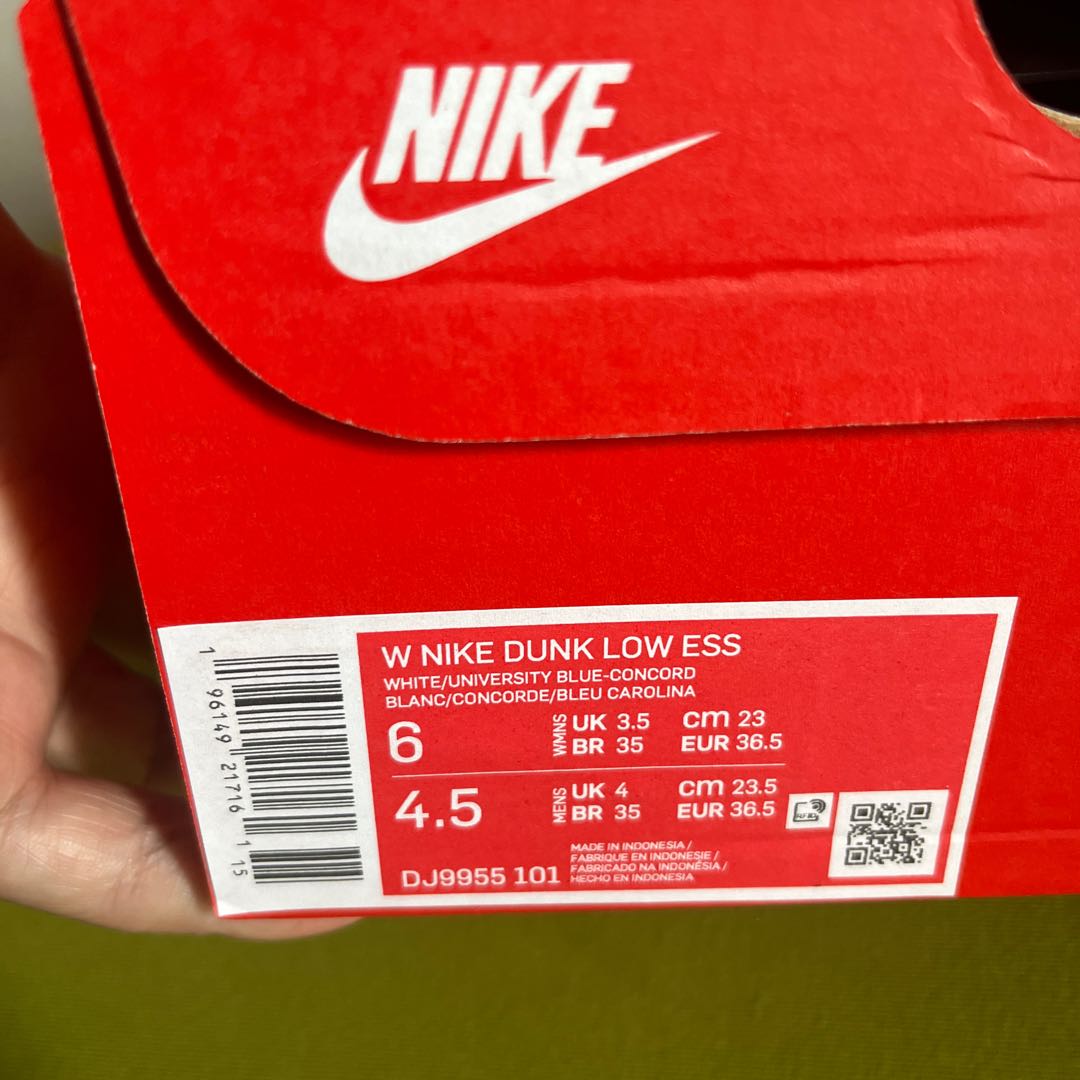 NIKE
W NIKE DUNK LOW ESS
WHITE/UNIVERSITY BLUE-CONCORD
BLANC/CONCORDE/BLEU CAROLINA
6 WMNS UK 3.5 cm 23
BR 35 EUR 36.5
4.5 MENS UK 4 cm 23.5
BR 35 EUR 36.5
RFID
MADE IN INDONESIA /
FABRIQUE EN INDONESIE /
FABRICADO NA INDONÉSIA /
HECHO EN INDONESIA
DJ9955 101
1 96149 21716 1 15